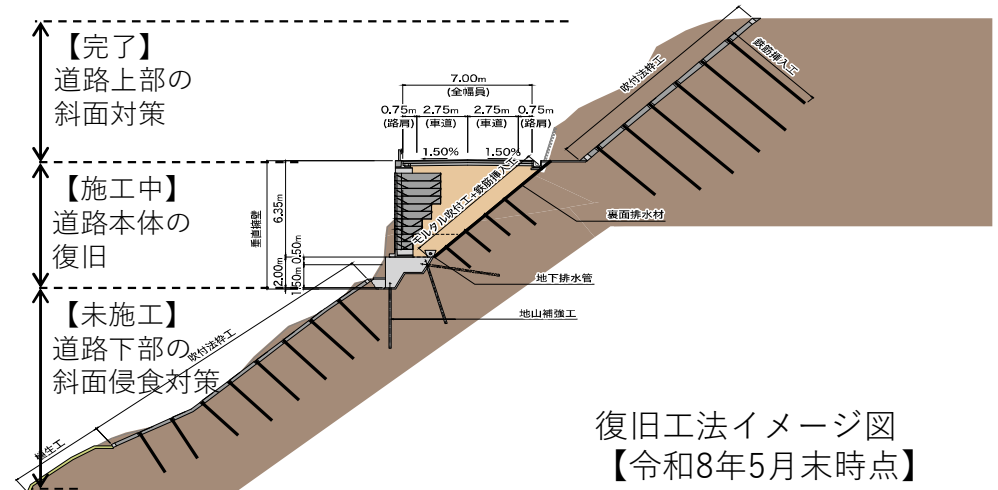 【完了】
道路上部の
斜面対策
【施工中】
道路本体の
復旧
【未施工】
道路下部の
斜面侵食対策
7.00m
(全幅員)
0.75m 2.75m 2.75m 0.75m
(路肩) (車道) (車道) (路肩)
1.50% 1.50%
吹付法枠工
鉄筋挿入工
モルタル吹付工+鉄筋挿入工
裏面排水材
地下排水管
地山補強工
垂直擁壁
6.35m
0.50m
2.00m
1.50m
吹付法枠工
植生工
復旧工法イメージ図
【令和8年5月末時点】